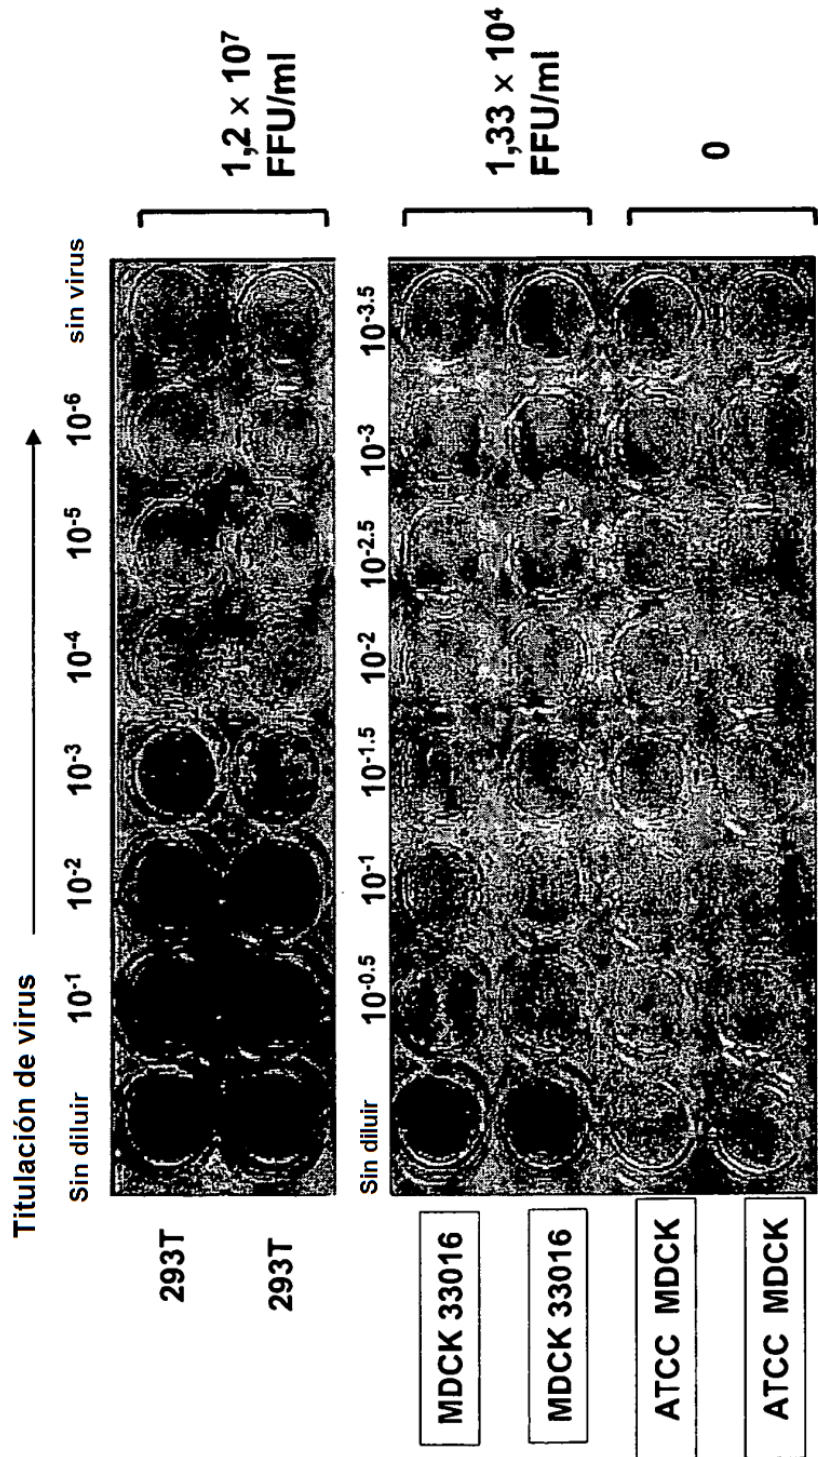 Titulación de virus
Sin diluir 10-1 10-2 10-3 10-4 10-5 10-6 sin virus
293T
293T
1,2 × 10⁷
FFU/ml
Sin diluir 10-0.5 10-1 10-1.5 10-2 10-2.5 10-3 10-3.5
MDCK 33016
MDCK 33016
1,33 × 10⁴
FFU/ml
ATCC MDCK
ATCC MDCK
0